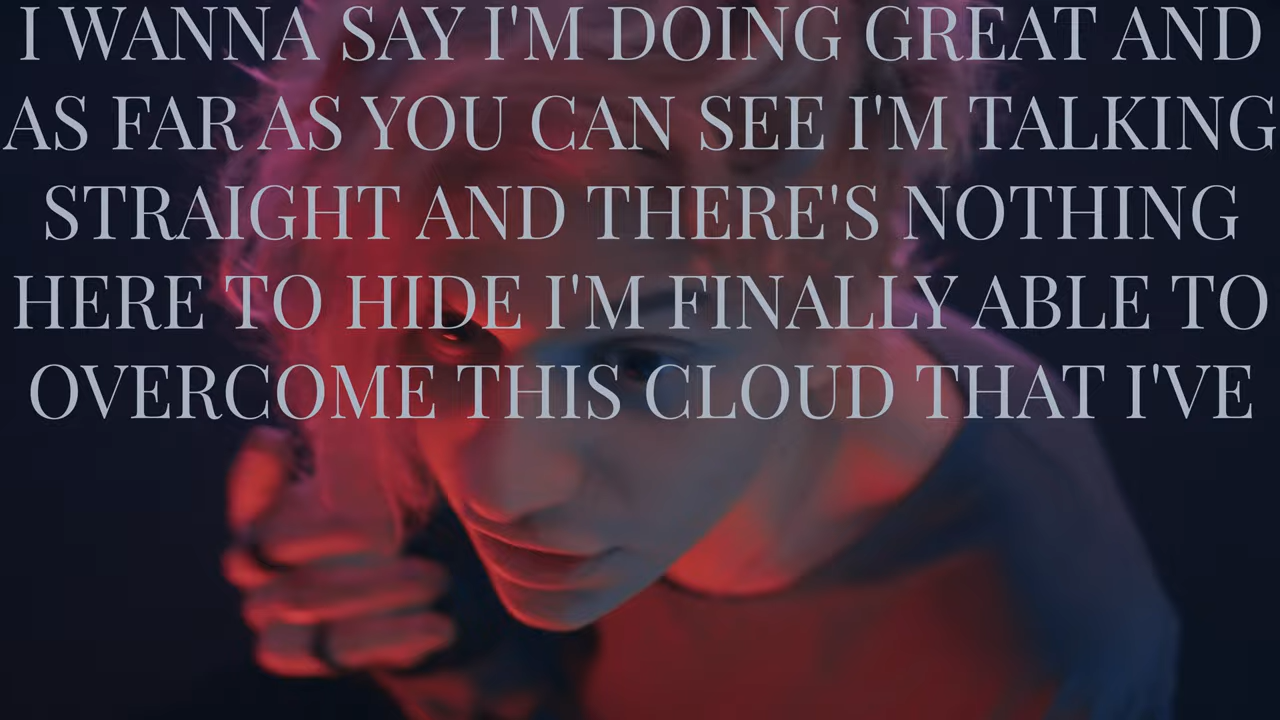 I WANNA SAY I'M DOING GREAT AND
AS FAR AS YOU CAN SEE I'M TALKING
STRAIGHT AND THERE'S NOTHING
HERE TO HIDE I'M FINALLY ABLE TO
OVERCOME THIS CLOUD THAT I'VE